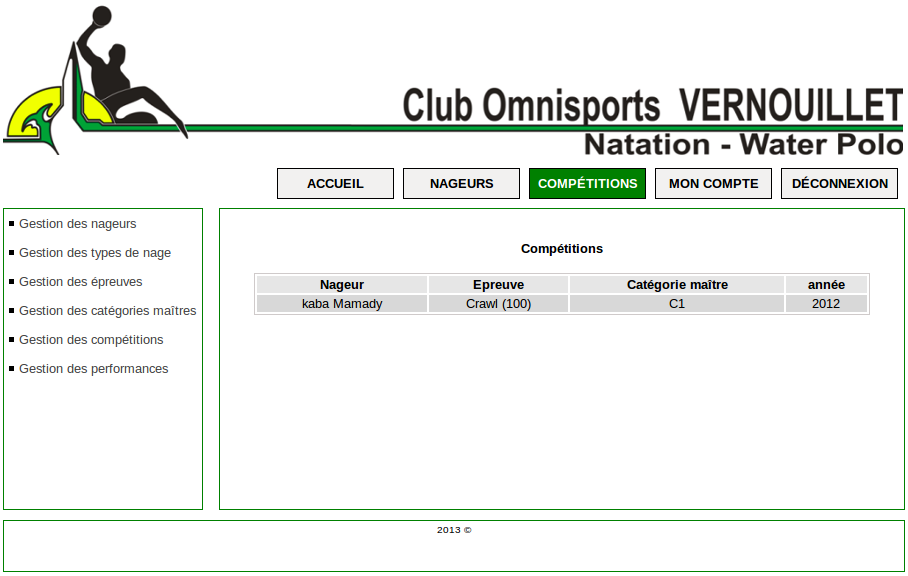 Club Omnisports VERNOUILLET
Natation - Water Polo
ACCUEIL NAGEURS COMPÉTITIONS MON COMPTE DÉCONNEXION
Gestion des nageurs
Gestion des types de nage
Gestion des épreuves
Gestion des catégories maîtres
Gestion des compétitions
Gestion des performances
Compétitions
Nageur Epreuve Catégorie maître année
kaba Mamady Crawl (100) C1 2012
2013 ©